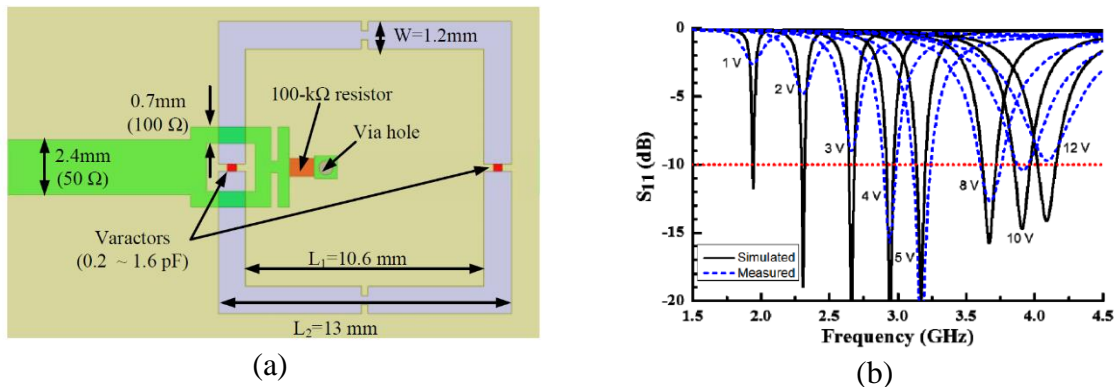 W=1.2mm
0.7mm
(100 Ω)
100-kΩ resistor
Via hole
2.4mm
(50 Ω)
Varactors
(0.2 ~ 1.6 pF)
L1=10.6 mm
L2=13 mm
(a)
S11 (dB)
0
-5
-10
-15
-20
1 V
2 V
3 V
4 V
5 V
8 V
10 V
12 V
Simulated
Measured
1.5 2.0 2.5 3.0 3.5 4.0 4.5
Frequency (GHz)
(b)